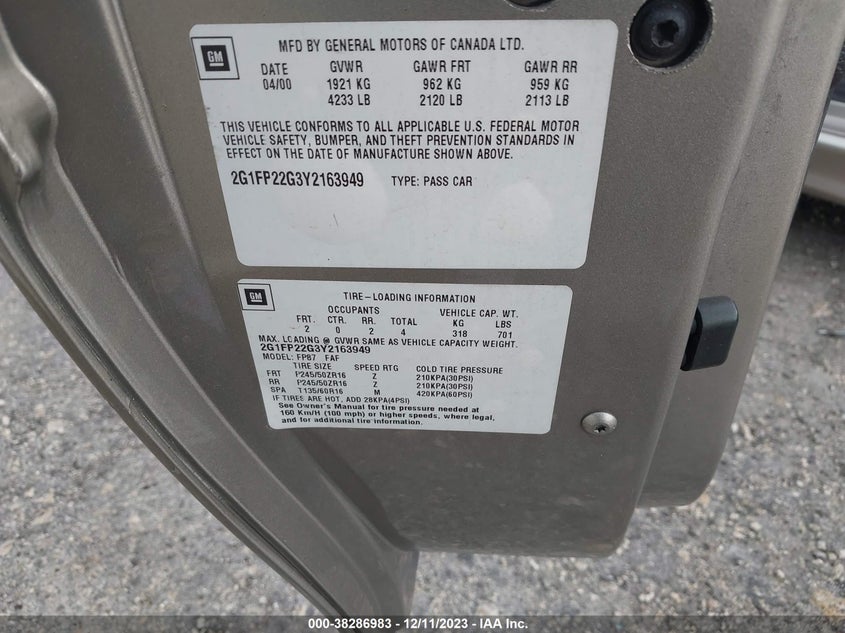 GM
MFD BY GENERAL MOTORS OF CANADA LTD.
DATE GVWR GAWR FRT GAWR RR
04/00 1921 KG 962 KG 959 KG
4233 LB 2120 LB 2113 LB
THIS VEHICLE CONFORMS TO ALL APPLICABLE U.S. FEDERAL MOTOR
VEHICLE SAFETY, BUMPER, AND THEFT PREVENTION STANDARDS IN
EFFECT ON THE DATE OF MANUFACTURE SHOWN ABOVE.
2G1FP22G3Y2163949 TYPE: PASS CAR
GM
TIRE-LOADING INFORMATION
OCCUPANTS VEHICLE CAP. WT.
FRT. CTR. RR. TOTAL KG LBS
2 0 2 4 318 701
MAX. LOADING @ GVWR SAME AS VEHICLE CAPACITY WEIGHT.
2G1FP22G3Y2163949
MODEL: FP87 FAF
TIRE SIZE SPEED RTG COLD TIRE PRESSURE
FRT P245/50ZR16 Z 210KPA(30PSI)
RR P245/50ZR16 Z 210KPA(30PSI)
SPA T135/60R16 M 420KPA(60PSI)
IF TIRES ARE HOT, ADD 28KPA(4PSI)
See Owner's Manual for tire pressure needed at
160 Km/H (100 mph) or higher speeds, where legal,
and for additional tire information.
000-38286983 - 12/11/2023 - IAA Inc.